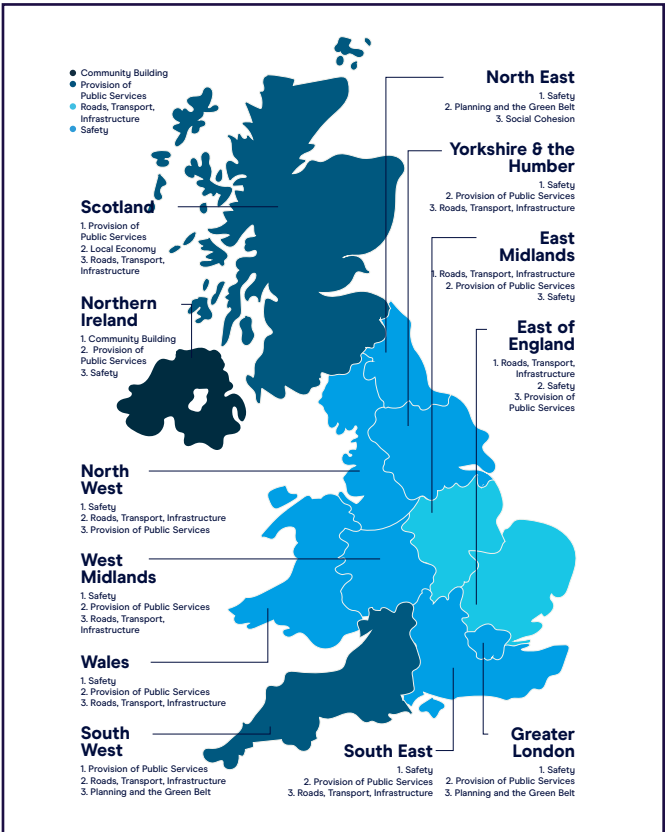 Community Building
Provision of
Public Services
Roads, Transport,
Infrastructure
Safety
Scotland
1. Provision of
Public Services
2. Local Economy
3. Roads, Transport,
Infrastructure
Northern
Ireland
1. Community Building
2. Provision of
Public Services
3. Safety
North
West
1. Safety
2. Roads, Transport, Infrastructure
3. Provision of Public Services
West
Midlands
1. Safety
2. Provision of Public Services
3. Roads, Transport,
Infrastructure
Wales
1. Safety
2. Provision of Public Services
3. Roads, Transport, Infrastructure
South
West
1. Provision of Public Services
2. Roads, Transport, Infrastructure
3. Planning and the Green Belt
North East
1. Safety
2. Planning and the Green Belt
3. Social Cohesion
Yorkshire & the
Humber
1. Safety
2. Provision of Public Services
3. Roads, Transport, Infrastructure
East
Midlands
1. Roads, Transport, Infrastructure
2. Provision of Public Services
3. Safety
East of
England
1. Roads, Transport,
Infrastructure
2. Safety
3. Provision of
Public Services
South East
1. Safety
2. Provision of Public Services
3. Roads, Transport, Infrastructure
Greater
London
1. Safety
2. Provision of Public Services
3. Planning and the Green Belt